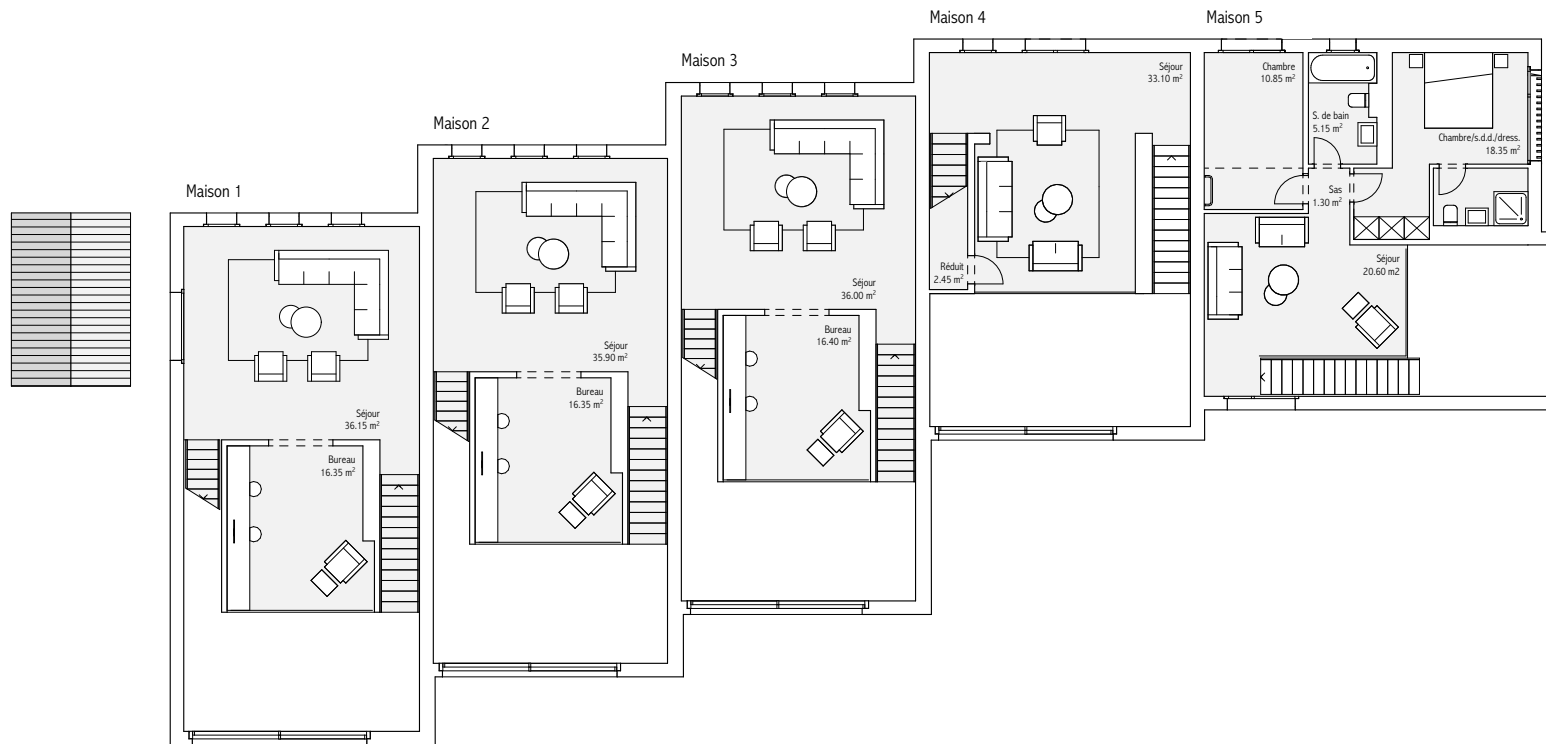 Maison 1
Séjour
36.15 m²
Bureau
16.35 m²
Maison 2
Séjour
35.90 m²
Bureau
16.35 m²
Maison 3
Séjour
36.00 m²
Bureau
16.40 m²
Maison 4
Séjour
33.10 m²
Réduit
2.45 m²
Maison 5
Chambre
10.85 m²
S. de bain
5.15 m²
Chambre/s.d.d./dress.
18.35 m²
Sas
1.30 m²
Séjour
20.60 m2